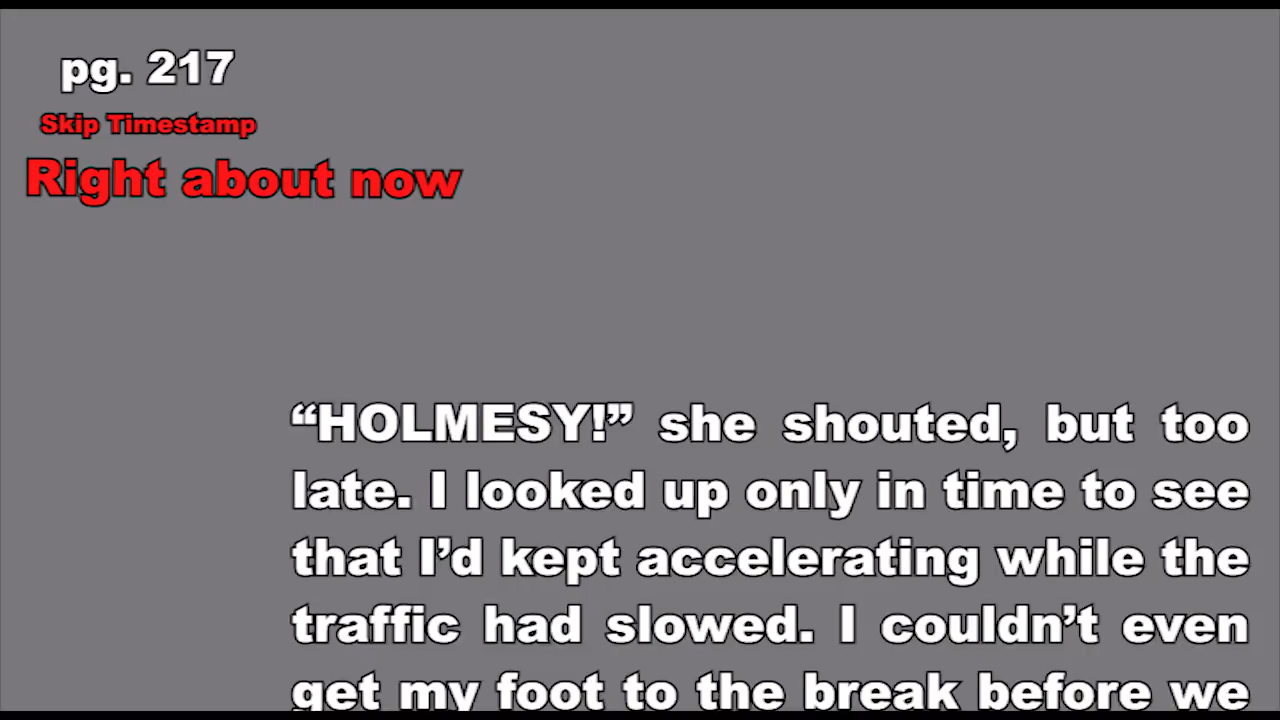 pg. 217
Skip Timestamp
Right about now
“HOLMESY!” she shouted, but too
late. I looked up only in time to see
that I’d kept accelerating while the
traffic had slowed. I couldn’t even
get my foot to the break before we